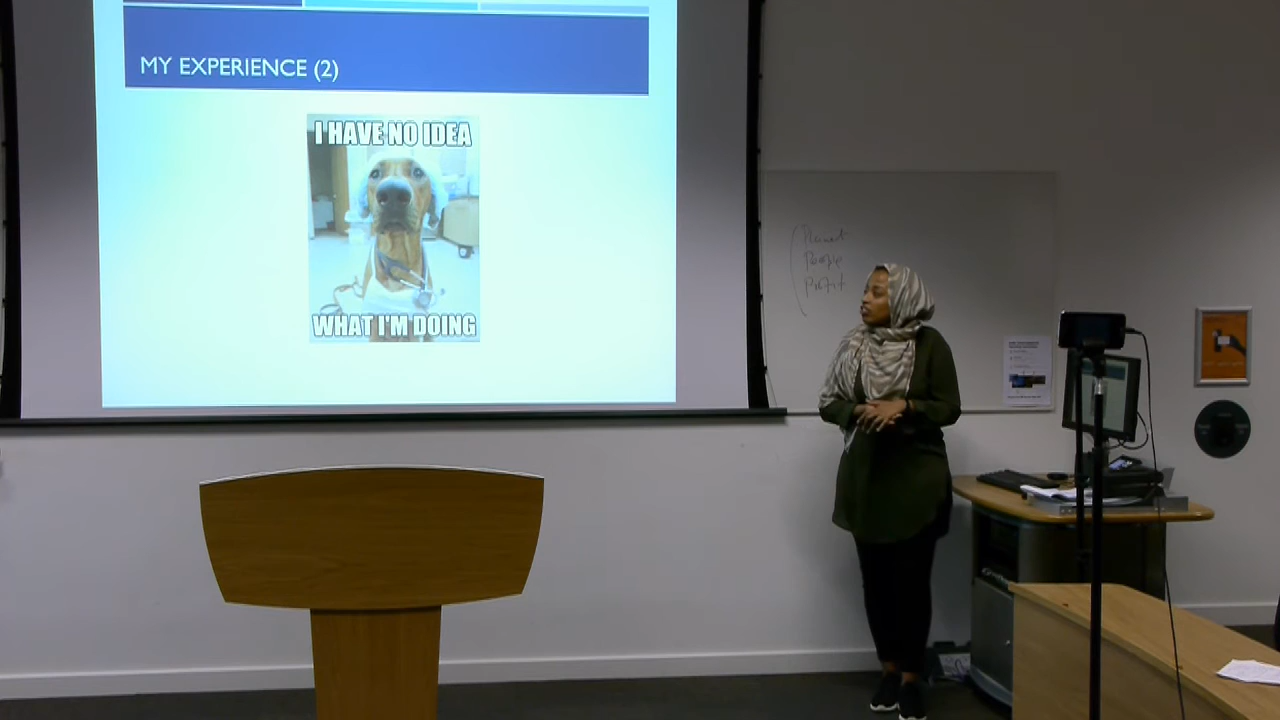 MY EXPERIENCE (2)
I HAVE NO IDEA
WHAT I'M DOING
Planet
People
Profit